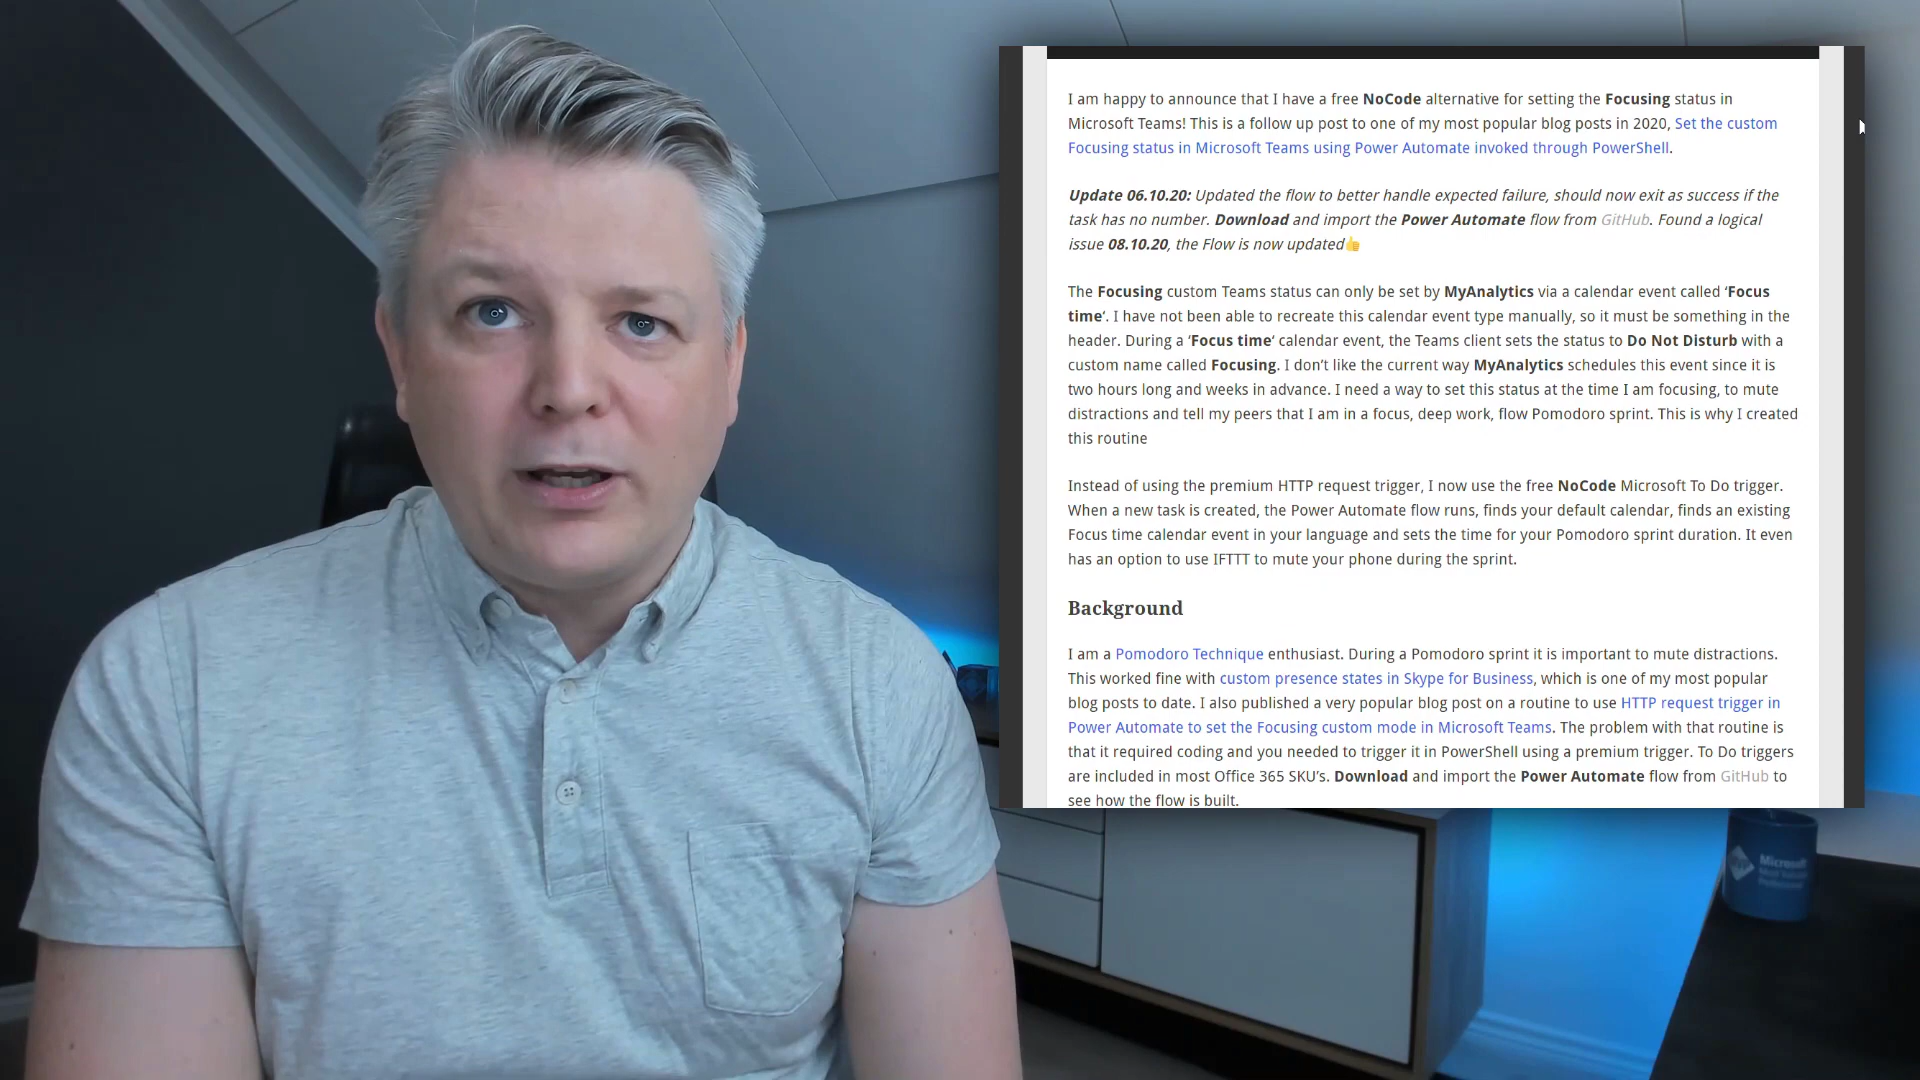 I am happy to announce that I have a free NoCode alternative for setting the Focusing status in
Microsoft Teams! This is a follow up post to one of my most popular blog posts in 2020, Set the custom
Focusing status in Microsoft Teams using Power Automate invoked through PowerShell.
Update 06.10.20: Updated the flow to better handle expected failure, should now exit as success if the
task has no number. Download and import the Power Automate flow from GitHub. Found a logical
issue 08.10.20, the Flow is now updated👍
The Focusing custom Teams status can only be set by MyAnalytics via a calendar event called ‘Focus
time‘. I have not been able to recreate this calendar event type manually, so it must be something in the
header. During a ‘Focus time‘ calendar event, the Teams client sets the status to Do Not Disturb with a
custom name called Focusing. I don’t like the current way MyAnalytics schedules this event since it is
two hours long and weeks in advance. I need a way to set this status at the time I am focusing, to mute
distractions and tell my peers that I am in a focus, deep work, flow Pomodoro sprint. This is why I created
this routine
Instead of using the premium HTTP request trigger, I now use the free NoCode Microsoft To Do trigger.
When a new task is created, the Power Automate flow runs, finds your default calendar, finds an existing
Focus time calendar event in your language and sets the time for your Pomodoro sprint duration. It even
has an option to use IFTTT to mute your phone during the sprint.
Background
I am a Pomodoro Technique enthusiast. During a Pomodoro sprint it is important to mute distractions.
This worked fine with custom presence states in Skype for Business, which is one of my most popular
blog posts to date. I also published a very popular blog post on a routine to use HTTP request trigger in
Power Automate to set the Focusing custom mode in Microsoft Teams. The problem with that routine is
that it required coding and you needed to trigger it in PowerShell using a premium trigger. To Do triggers
are included in most Office 365 SKU’s. Download and import the Power Automate flow from GitHub to
see how the flow is built.
Microsoft
Most Valuable
Professional